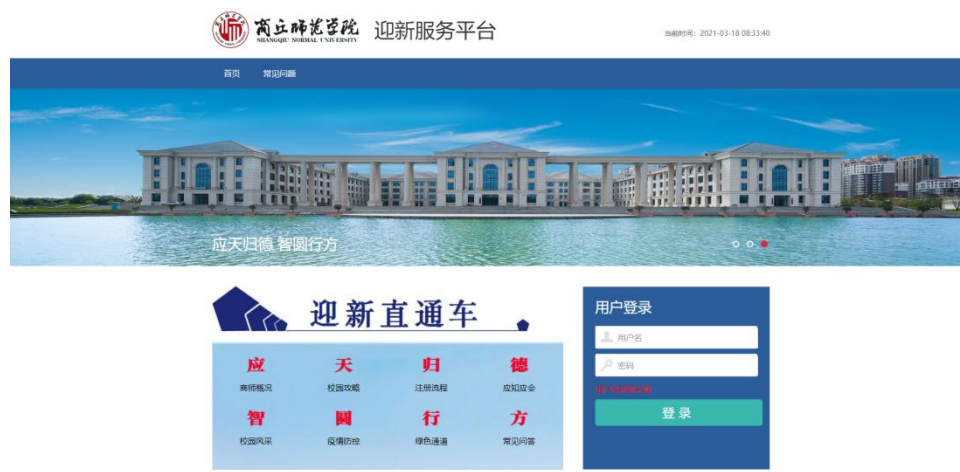 商丘师范学院 迎新服务平台
SHANGQIU NORMAL UNIVERSITY
当前时间：2021-03-18 08:33:40
首页 常见问题
应天归德 智圆行方
迎新直通车
应 天 归 德
商师概况 校园攻略 注册流程 应知应会
智 圆 行 方
校园风采 疫情防控 绿色通道 常见问答
用户登录
用户名
密码
登 录